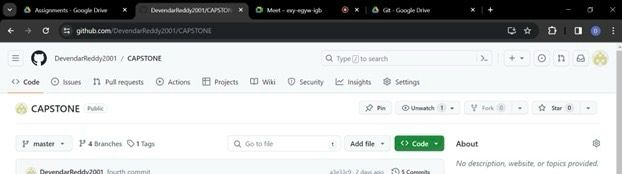 Assignments - Google Drive DevendarReddy2001/CAPSTON Meet – exy-egyw-igb Git - Google Drive
github.com/DevendarReddy2001/CAPSTONE
DevendarReddy2001 / CAPSTONE Type / to search
Code Issues Pull requests Actions Projects Wiki Security Insights Settings
CAPSTONE Public Pin Unwatch 1 Fork 0 Star 0
master 4 Branches 1 Tags Go to file t Add file Code About
DevendarReddy2001 fourth commit a3e33c9 · 2 days ago 5 Commits No description, website, or topics provided.